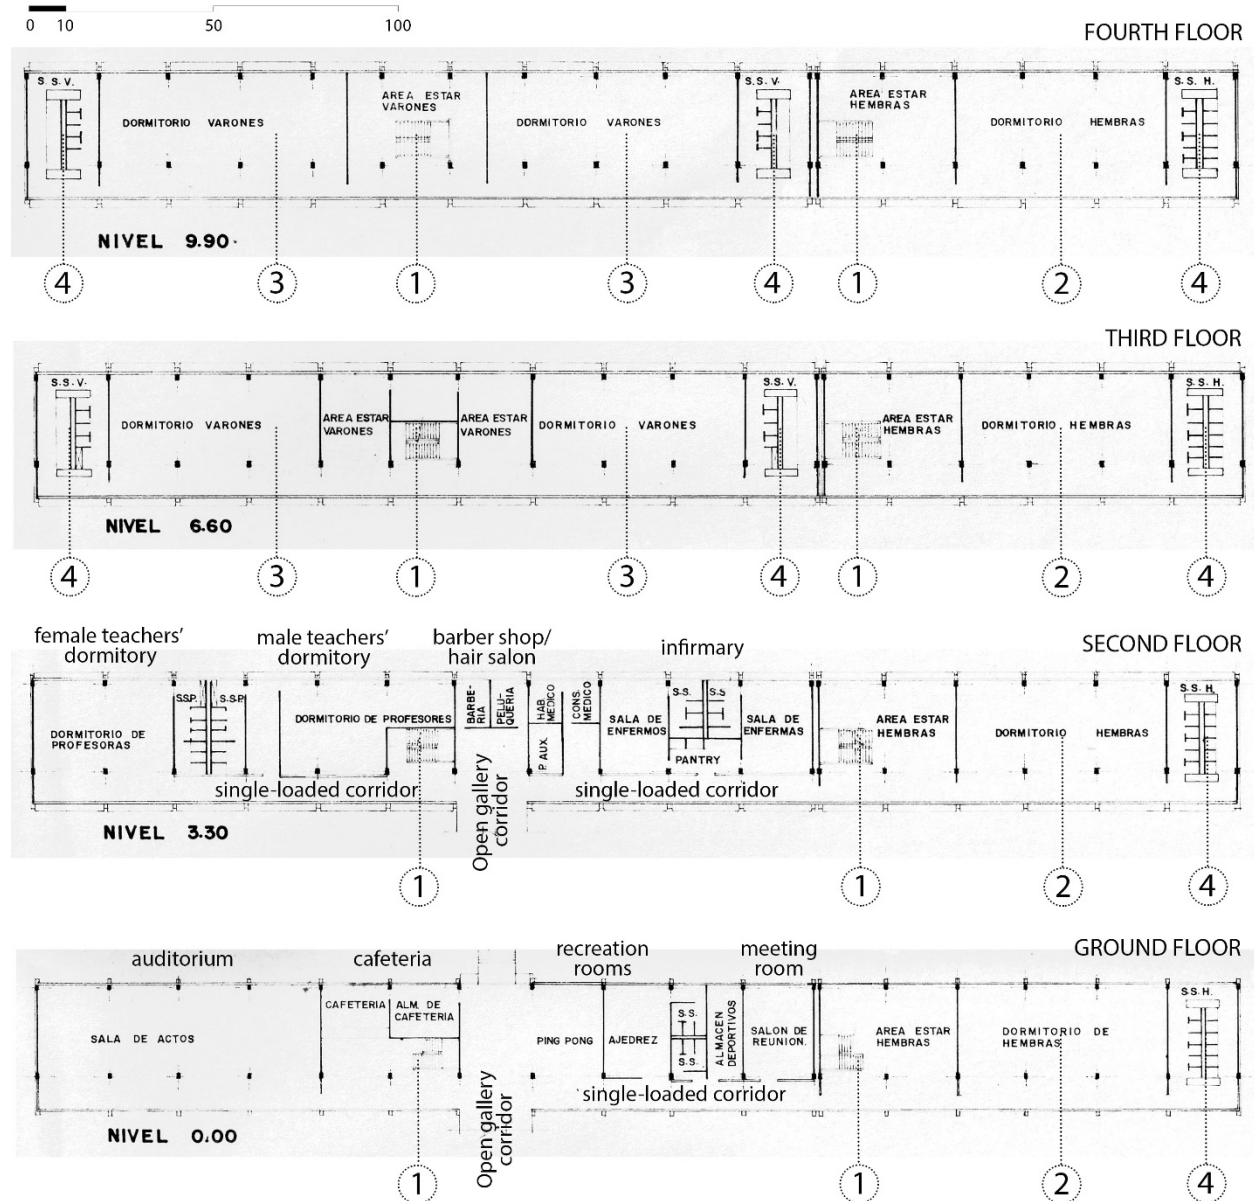 0 10 50 100
FOURTH FLOOR
S.S.V.
DORMITORIO VARONES
AREA ESTAR
VARONES
DORMITORIO VARONES
S.S.V.
AREA ESTAR
HEMBRAS
DORMITORIO HEMBRAS
S.S.H.
NIVEL 9.90
4 3 1 3 4 1 2 4
THIRD FLOOR
S.S.V.
DORMITORIO VARONES
AREA ESTAR
VARONES
AREA ESTAR
VARONES
DORMITORIO VARONES
S.S.V.
AREA ESTAR
HEMBRAS
DORMITORIO HEMBRAS
S.S.H.
NIVEL 6.60
4 3 1 3 4 1 2 4
SECOND FLOOR
female teachers'
dormitory
male teachers'
dormitory
barber shop/
hair salon
infirmary
DORMITORIO DE
PROFESORAS
S.S.P.
S.S.P.
DORMITORIO DE PROFESORES
BARBE-
RIA
PELU-
QUERIA
HAB.
MEDICO
CONS.
MEDICO
P. AUX.
SALA DE
ENFERMOS
S.S.
S.S
PANTRY
SALA DE
ENFERMAS
AREA ESTAR
HEMBRAS
DORMITORIO HEMBRAS
S.S.H.
single-loaded corridor
Open gallery
corridor
single-loaded corridor
NIVEL 3.30
1 1 2 4
GROUND FLOOR
auditorium
cafeteria
recreation
rooms
meeting
room
SALA DE ACTOS
CAFETERIA
ALM. DE
CAFETERIA
PING PONG
AJEDREZ
S.S.
S.S.
ALMACEN
DEPORTIVOS
SALON DE
REUNION.
AREA ESTAR
HEMBRAS
DORMITORIO DE
HEMBRAS
S.S.H.
single-loaded corridor
Open gallery
corridor
NIVEL 0.00
1 1 2 4